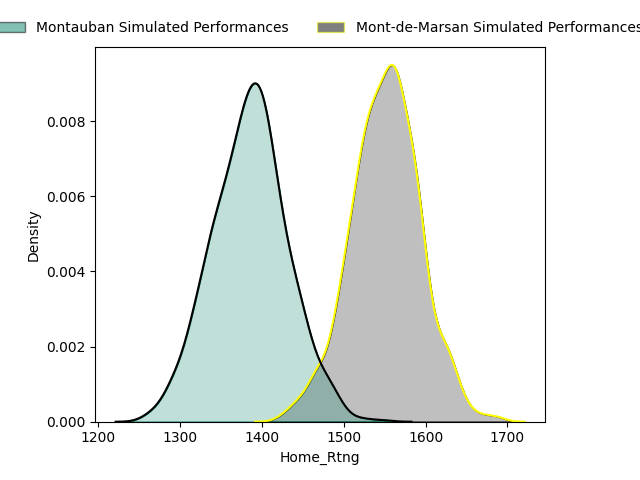 Montauban Simulated Performances Mont-de-Marsan Simulated Performances
0.008
0.006
0.004
0.002
0.000
Density
1200 1300 1400 1500 1600 1700
Home_Rtng